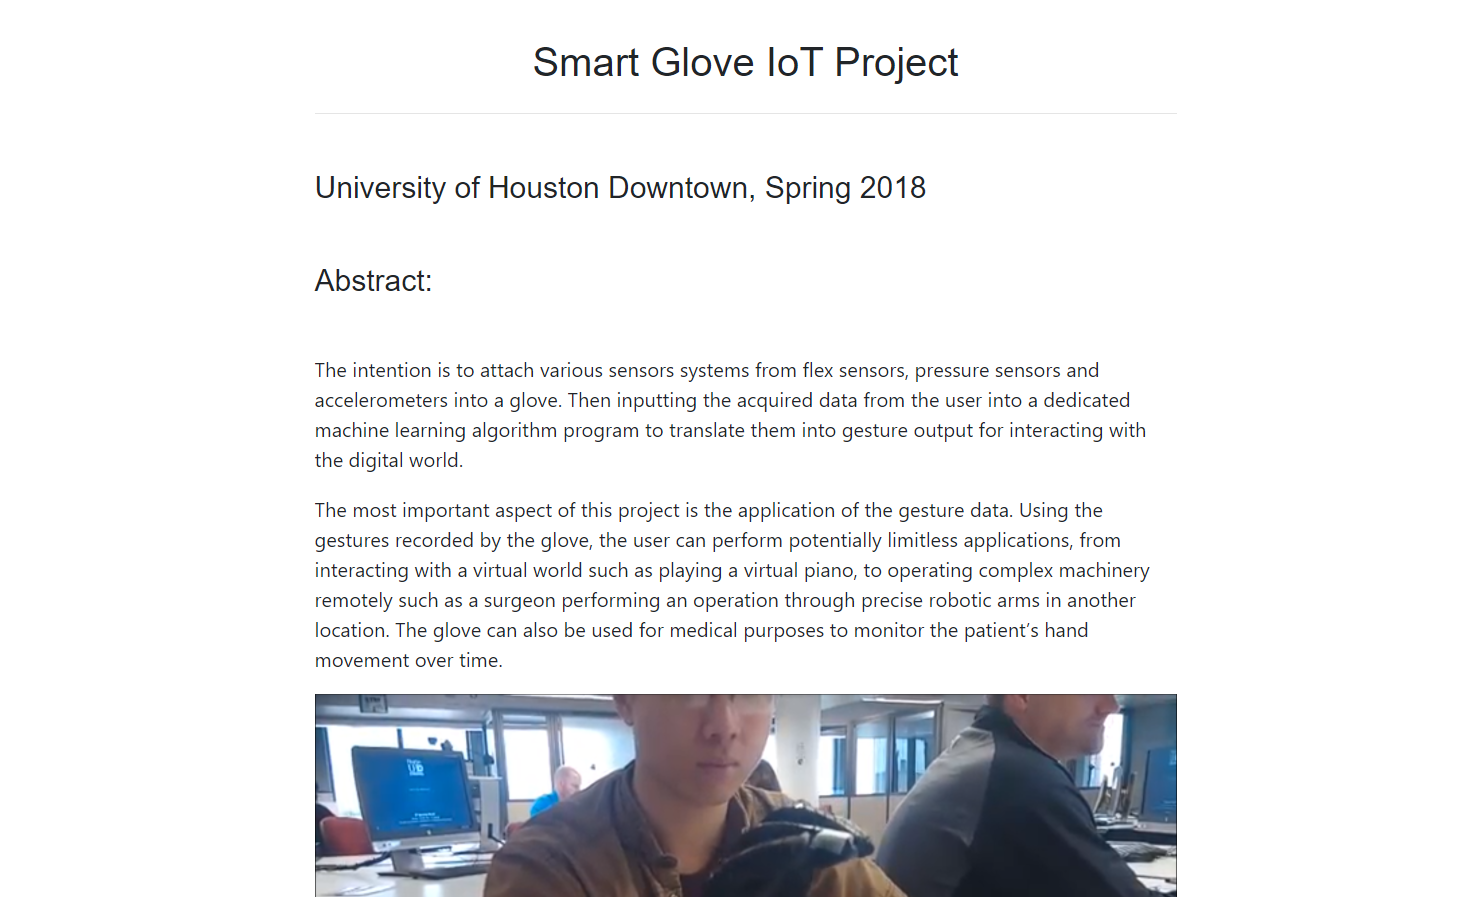 Smart Glove IoT Project
University of Houston Downtown, Spring 2018
Abstract:
The intention is to attach various sensors systems from flex sensors, pressure sensors and
accelerometers into a glove. Then inputting the acquired data from the user into a dedicated
machine learning algorithm program to translate them into gesture output for interacting with
the digital world.
The most important aspect of this project is the application of the gesture data. Using the
gestures recorded by the glove, the user can perform potentially limitless applications, from
interacting with a virtual world such as playing a virtual piano, to operating complex machinery
remotely such as a surgeon performing an operation through precise robotic arms in another
location. The glove can also be used for medical purposes to monitor the patient’s hand
movement over time.